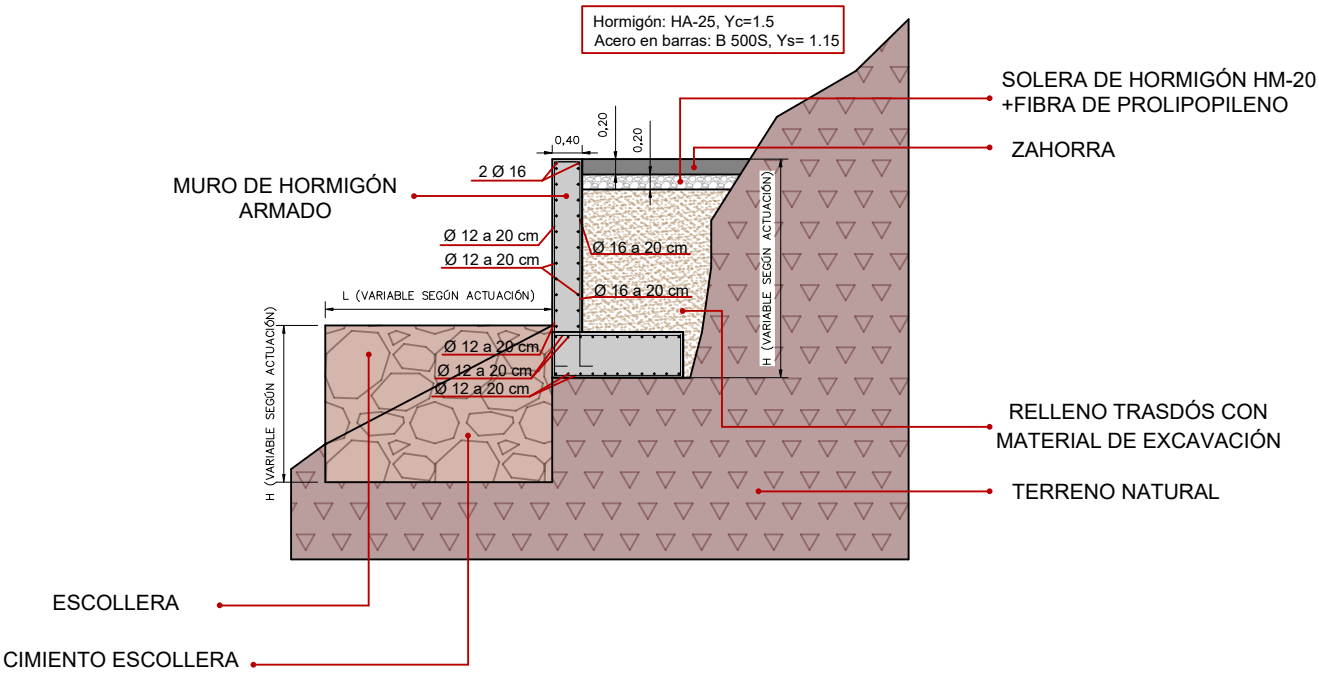 Hormigón: HA-25, Yc=1.5
Acero en barras: B 500S, Ys= 1.15
SOLERA DE HORMIGÓN HM-20
+FIBRA DE PROLIPOPILENO
ZAHORRA
0,40
0,20
0,20
2 Ø 16
MURO DE HORMIGÓN
ARMADO
Ø 12 a 20 cm
Ø 16 a 20 cm
Ø 12 a 20 cm
Ø 16 a 20 cm
L (VARIABLE SEGÚN ACTUACIÓN)
H (VARIABLE SEGÚN ACTUACIÓN)
H (VARIABLE SEGÚN ACTUACIÓN)
Ø 12 a 20 cm
Ø 12 a 20 cm
Ø 12 a 20 cm
RELLENO TRASDÓS CON
MATERIAL DE EXCAVACIÓN
TERRENO NATURAL
ESCOLLERA
CIMIENTO ESCOLLERA